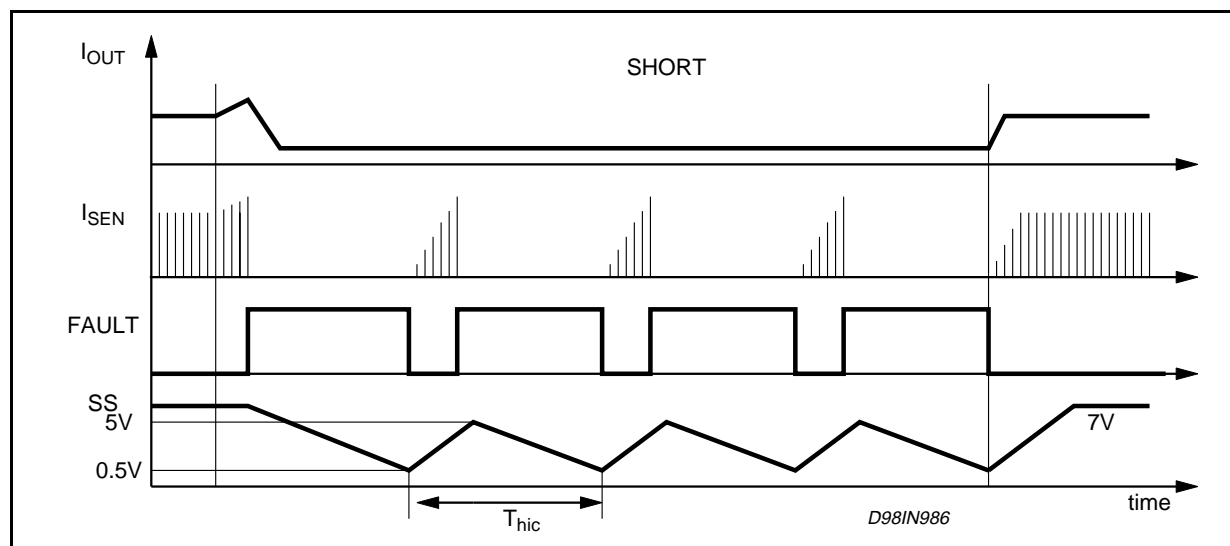 I_OUT
SHORT
I_SEN
FAULT
SS
5V
7V
0.5V
T_hic
D98IN986
time